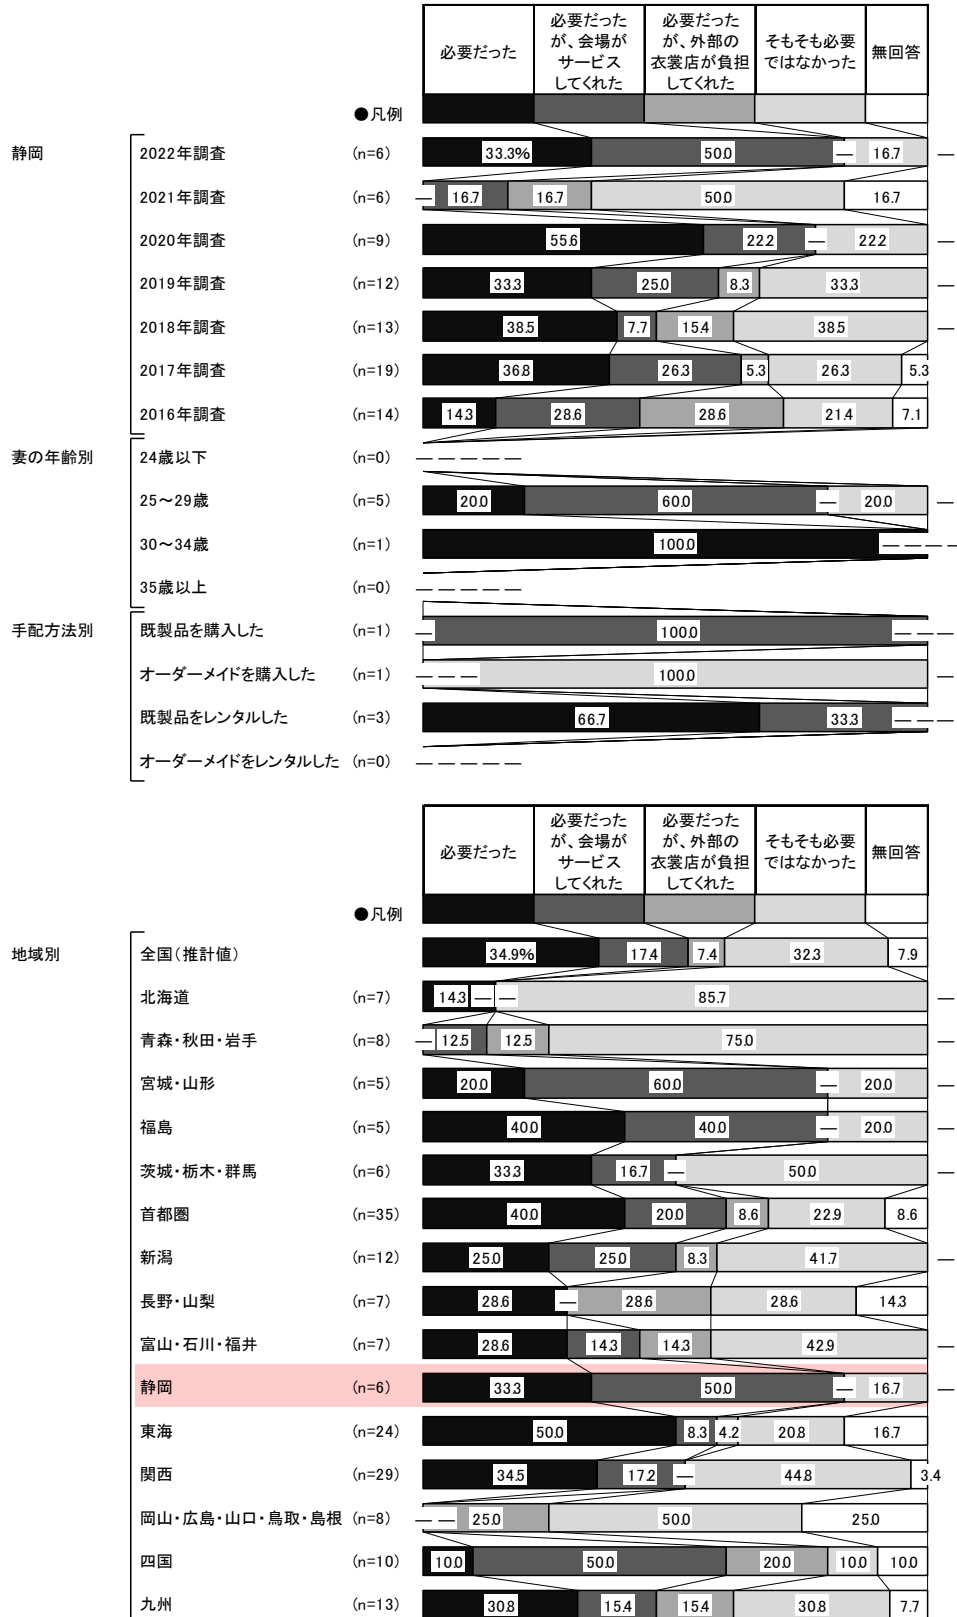 必要だった
必要だった
が、会場が
サービス
してくれた
必要だった
が、外部の
衣裳店が負担
してくれた
そもそも必要
ではなかった
無回答
●凡例
静岡
2022年調査 (n=6) 33.3% 50.0 — 16.7 —
2021年調査 (n=6) — 16.7 16.7 50.0 16.7
2020年調査 (n=9) 55.6 22.2 — 22.2 —
2019年調査 (n=12) 33.3 25.0 8.3 33.3 —
2018年調査 (n=13) 38.5 7.7 15.4 38.5 —
2017年調査 (n=19) 36.8 26.3 5.3 26.3 5.3
2016年調査 (n=14) 14.3 28.6 28.6 21.4 7.1
妻の年齢別
24歳以下 (n=0) — — — — —
25～29歳 (n=5) 20.0 60.0 — 20.0 —
30～34歳 (n=1) 100.0 — — — —
35歳以上 (n=0) — — — — —
手配方法別
既製品を購入した (n=1) — 100.0 — — —
オーダーメイドを購入した (n=1) — — — 100.0 —
既製品をレンタルした (n=3) 66.7 33.3 — — —
オーダーメイドをレンタルした (n=0) — — — — —
必要だった
必要だった
が、会場が
サービス
してくれた
必要だった
が、外部の
衣裳店が負担
してくれた
そもそも必要
ではなかった
無回答
●凡例
地域別
全国(推計値) 34.9% 17.4 7.4 32.3 7.9
北海道 (n=7) 14.3 — — 85.7 —
青森・秋田・岩手 (n=8) — 12.5 12.5 75.0 —
宮城・山形 (n=5) 20.0 60.0 — 20.0 —
福島 (n=5) 40.0 40.0 — 20.0 —
茨城・栃木・群馬 (n=6) 33.3 16.7 — 50.0 —
首都圏 (n=35) 40.0 20.0 8.6 22.9 8.6
新潟 (n=12) 25.0 25.0 8.3 41.7 —
長野・山梨 (n=7) 28.6 — 28.6 28.6 14.3
富山・石川・福井 (n=7) 28.6 14.3 14.3 42.9 —
静岡 (n=6) 33.3 50.0 — 16.7 —
東海 (n=24) 50.0 8.3 4.2 20.8 16.7
関西 (n=29) 34.5 17.2 — 44.8 3.4
岡山・広島・山口・鳥取・島根 (n=8) — — 25.0 50.0 25.0
四国 (n=10) 10.0 50.0 20.0 10.0 10.0
九州 (n=13) 30.8 15.4 15.4 30.8 7.7